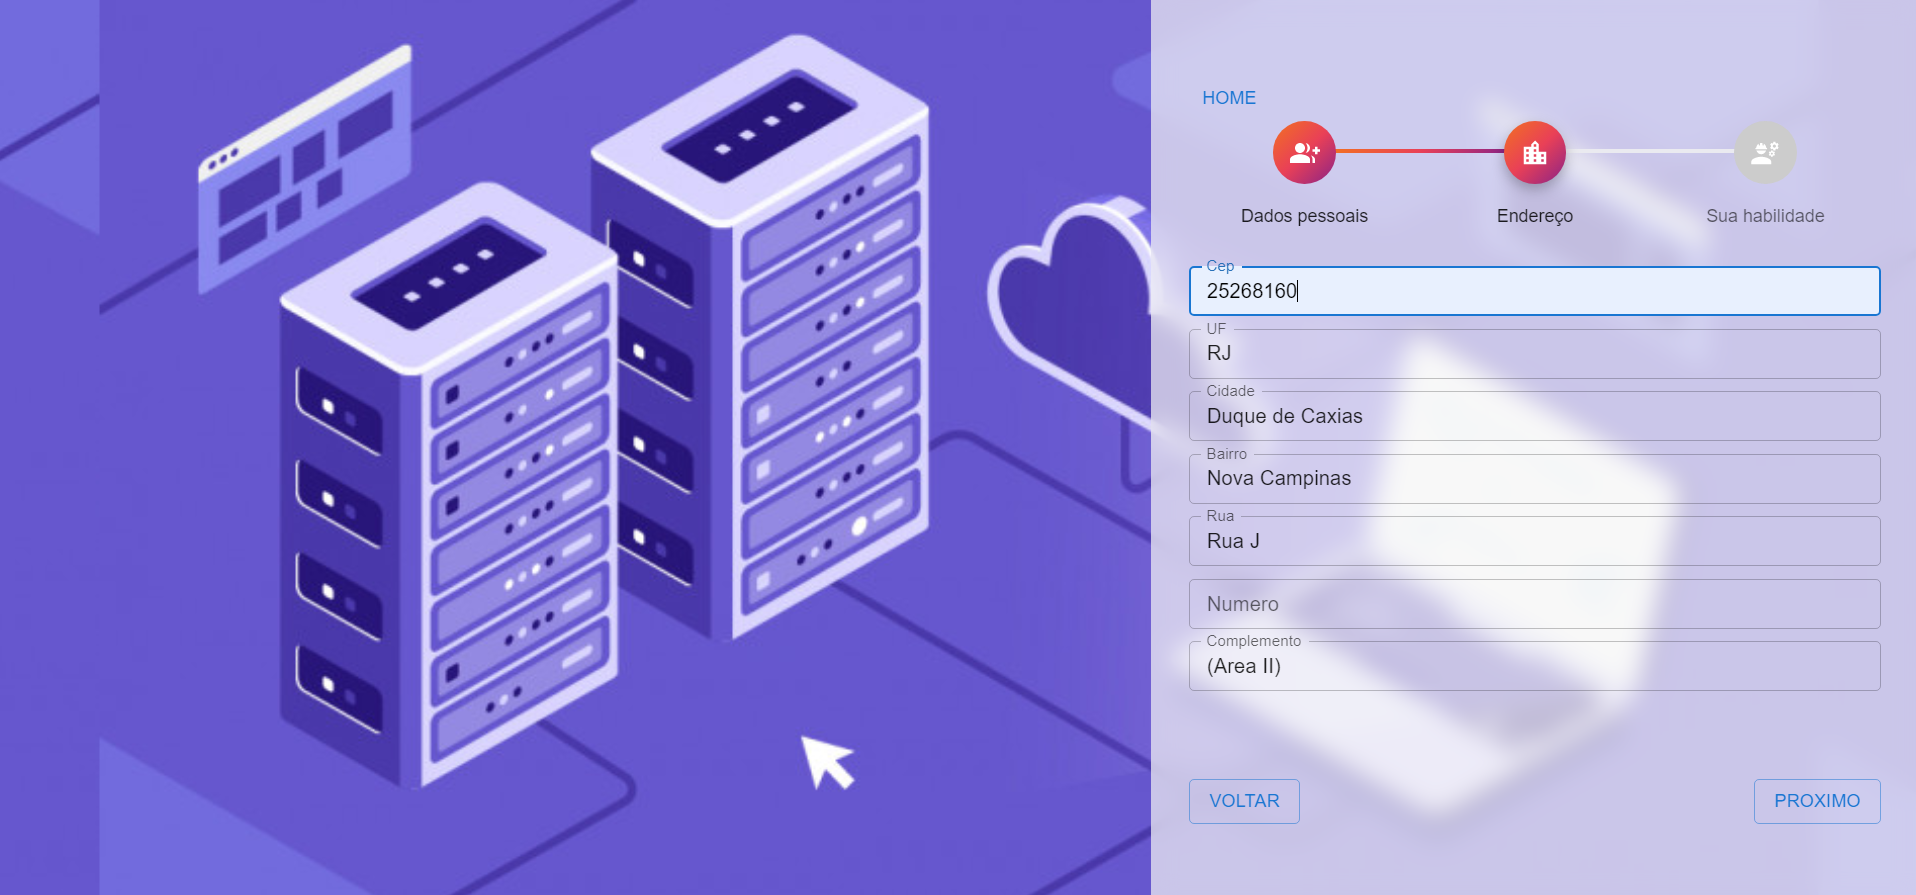 HOME
Dados pessoais
Endereço
Sua habilidade
Cep
25268160
UF
RJ
Cidade
Duque de Caxias
Bairro
Nova Campinas
Rua
Rua J
Numero
Complemento
(Area II)
VOLTAR
PROXIMO